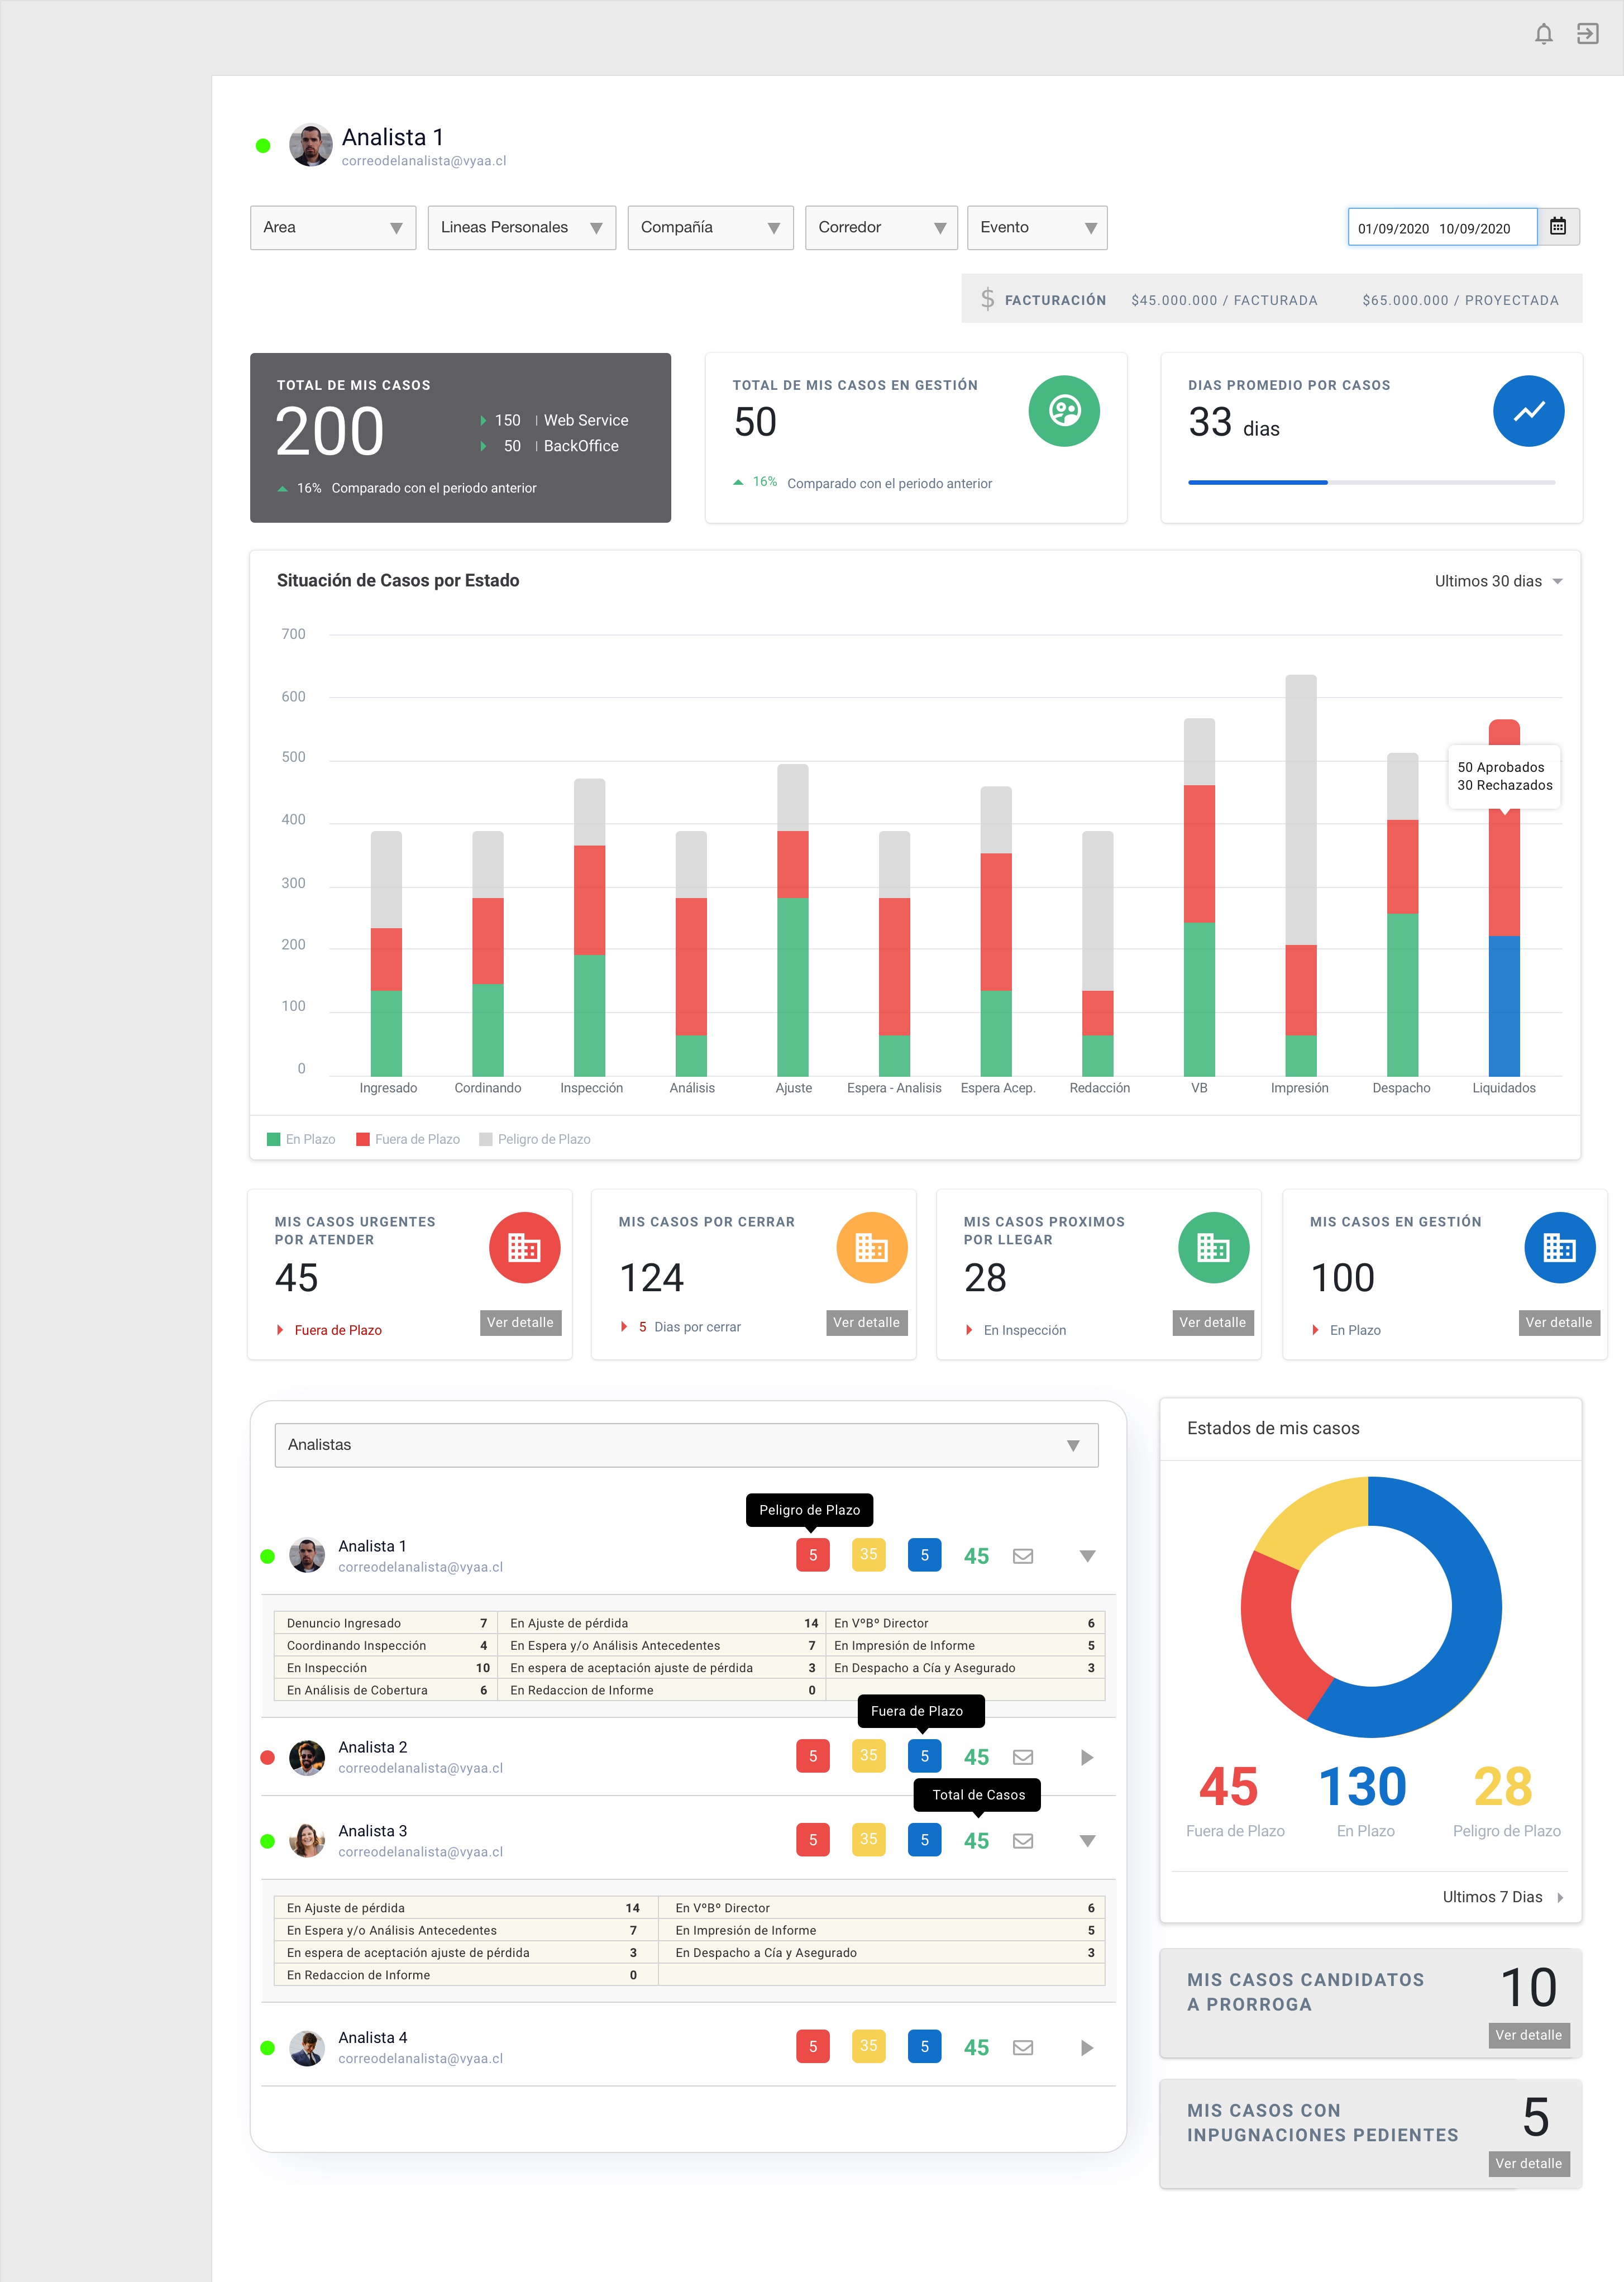 Analista 1
correodelanalista@vyaa.cl
Area
Lineas Personales
Compañía
Corredor
Evento
01/09/2020 10/09/2020
$ FACTURACIÓN $45.000.000 / FACTURADA $65.000.000 / PROYECTADA
TOTAL DE MIS CASOS
200
150 | Web Service
50 | BackOffice
16% Comparado con el periodo anterior
TOTAL DE MIS CASOS EN GESTIÓN
50
16% Comparado con el periodo anterior
DIAS PROMEDIO POR CASOS
33 dias
Situación de Casos por Estado
Ultimos 30 dias
700
600
500
400
300
200
100
0
50 Aprobados
30 Rechazados
Ingresado Cordinando Inspección Análisis Ajuste Espera - Analisis Espera Acep. Redacción VB Impresión Despacho Liquidados
En Plazo Fuera de Plazo Peligro de Plazo
MIS CASOS URGENTES
POR ATENDER
45
Fuera de Plazo
Ver detalle
MIS CASOS POR CERRAR
124
5 Dias por cerrar
Ver detalle
MIS CASOS PROXIMOS
POR LLEGAR
28
En Inspección
Ver detalle
MIS CASOS EN GESTIÓN
100
En Plazo
Ver detalle
Analistas
Peligro de Plazo
Analista 1
correodelanalista@vyaa.cl
5 35 5 45
Denuncio Ingresado 7 En Ajuste de pérdida 14 En VºBº Director 6
Coordinando Inspección 4 En Espera y/o Análisis Antecedentes 7 En Impresión de Informe 5
En Inspección 10 En espera de aceptación ajuste de pérdida 3 En Despacho a Cía y Asegurado 3
En Análisis de Cobertura 6 En Redaccion de Informe 0
Fuera de Plazo
Analista 2
correodelanalista@vyaa.cl
5 35 5 45
Total de Casos
Analista 3
correodelanalista@vyaa.cl
5 35 5 45
En Ajuste de pérdida 14 En VºBº Director 6
En Espera y/o Análisis Antecedentes 7 En Impresión de Informe 5
En espera de aceptación ajuste de pérdida 3 En Despacho a Cía y Asegurado 3
En Redaccion de Informe 0
Analista 4
correodelanalista@vyaa.cl
5 35 5 45
Estados de mis casos
45 130 28
Fuera de Plazo En Plazo Peligro de Plazo
Ultimos 7 Dias
MIS CASOS CANDIDATOS
A PRORROGA
10
Ver detalle
MIS CASOS CON
INPUGNACIONES PEDIENTES
5
Ver detalle